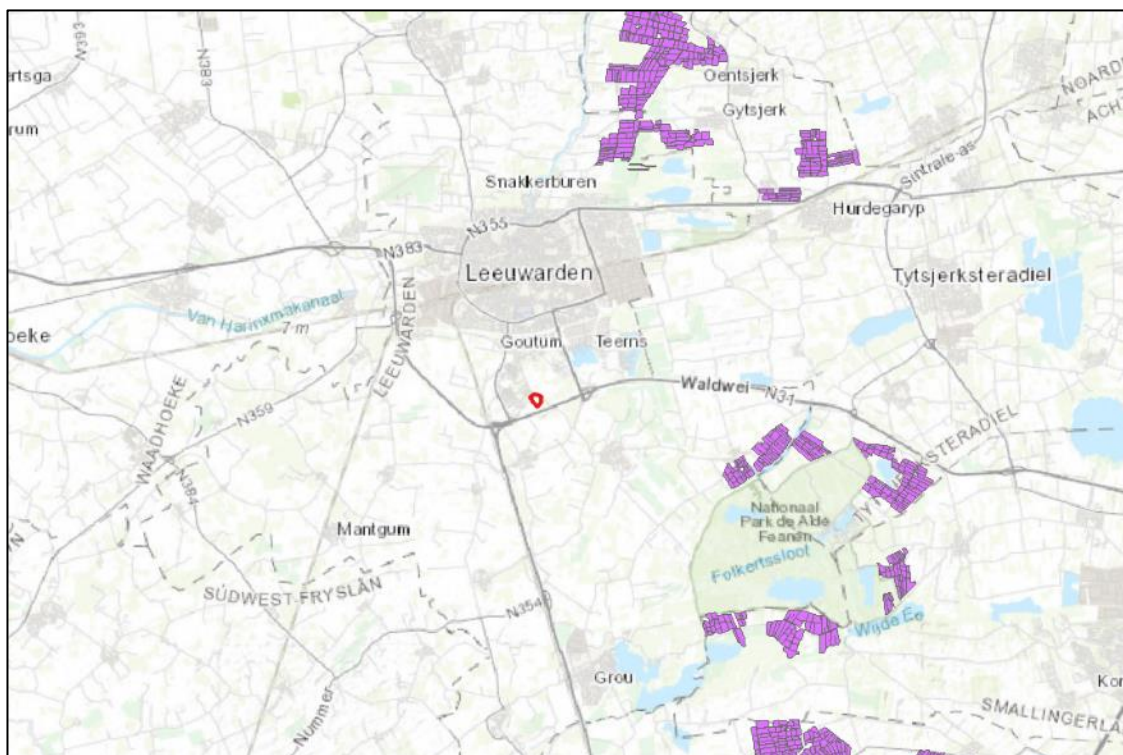 N393
N383
ertsga
rum
Oentsjerk
Gytsjerk
NOARD
ACHT
Sintrale-as
Snakkerburen
Hurdegaryp
N355
N383
Leeuwarden
Tytsjerksteradiel
Van Harinxmakanaal
7 m
oeke
LEEUWARDEN
Goutum
Teerns
Waldwei
N31
N359
WAADHOEKE
STERADIEL
TYT
N384
Nationaal
Park de Alde
Feanen
Mantgum
Folkertssloot
SÚDWEST-FRYSLÂN
N354
Wijde Ee
Grou
Kor
Nummer
SMALLINGERLA